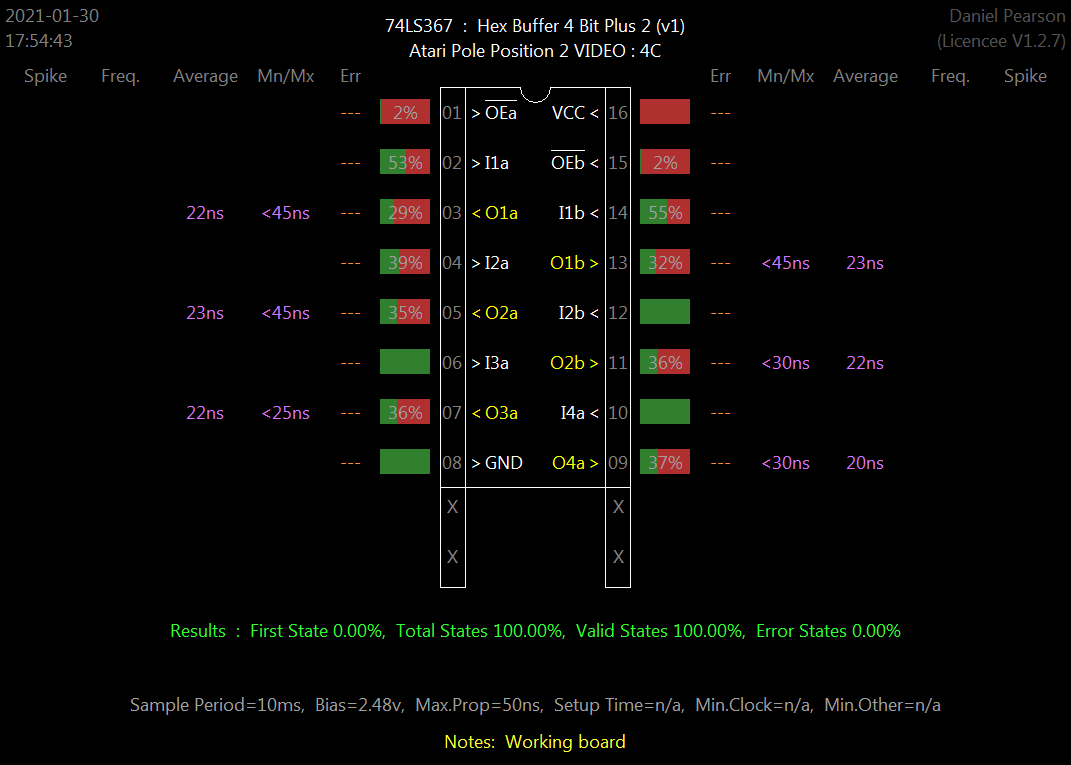 2021-01-30 74LS367 : Hex Buffer 4 Bit Plus 2 (v1) Daniel Pearson
17:54:43 Atari Pole Position 2 VIDEO : 4C (Licencee V1.2.7)
Spike Freq. Average Mn/Mx Err Err Mn/Mx Average Freq. Spike
--- 2% 01 > OEa VCC < 16 ---
--- 53% 02 > I1a OEb < 15 2% ---
22ns <45ns --- 29% 03 < O1a I1b < 14 55% ---
--- 39% 04 > I2a O1b > 13 32% --- <45ns 23ns
23ns <45ns --- 35% 05 < O2a I2b < 12 ---
--- 06 > I3a O2b > 11 36% --- <30ns 22ns
22ns <25ns --- 36% 07 < O3a I4a < 10 ---
--- 08 > GND O4a > 09 37% --- <30ns 20ns
X X
X X
Results : First State 0.00%, Total States 100.00%, Valid States 100.00%, Error States 0.00%
Sample Period=10ms, Bias=2.48v, Max.Prop=50ns, Setup Time=n/a, Min.Clock=n/a, Min.Other=n/a
Notes: Working board